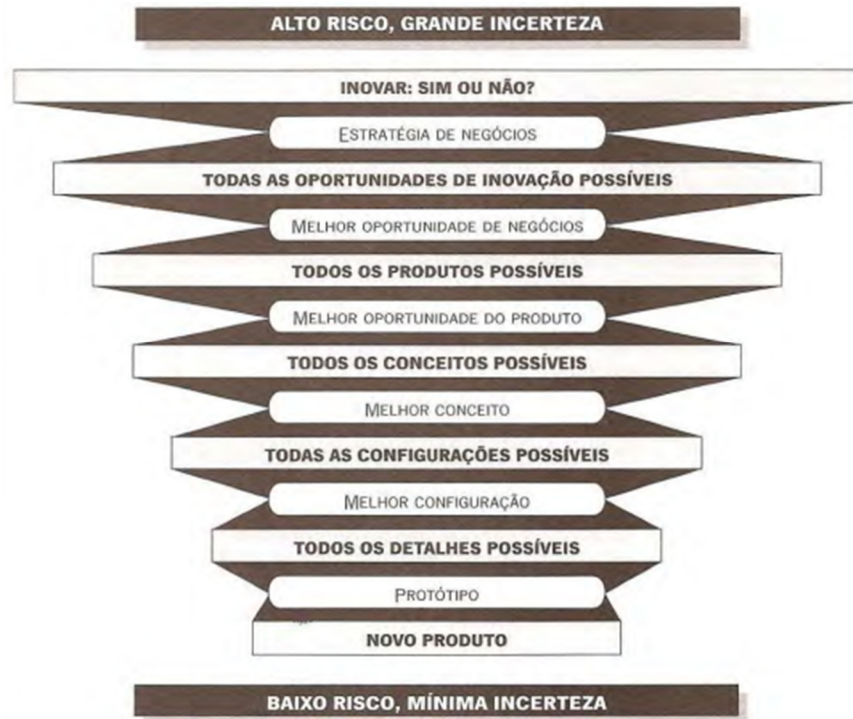 ALTO RISCO, GRANDE INCERTEZA
INOVAR: SIM OU NÃO?
ESTRATÉGIA DE NEGÓCIOS
TODAS AS OPORTUNIDADES DE INOVAÇÃO POSSÍVEIS
MELHOR OPORTUNIDADE DE NEGÓCIOS
TODOS OS PRODUTOS POSSÍVEIS
MELHOR OPORTUNIDADE DO PRODUTO
TODOS OS CONCEITOS POSSÍVEIS
MELHOR CONCEITO
TODAS AS CONFIGURAÇÕES POSSÍVEIS
MELHOR CONFIGURAÇÃO
TODOS OS DETALHES POSSÍVEIS
PROTÓTIPO
NOVO PRODUTO
BAIXO RISCO, MÍNIMA INCERTEZA